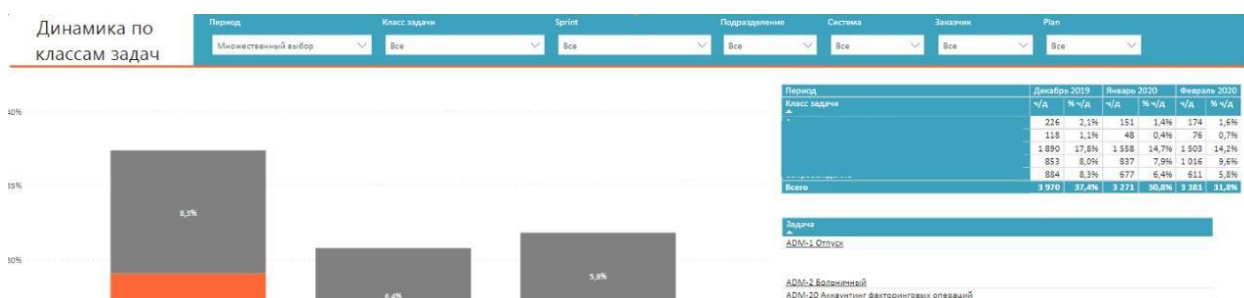 Динамика по
классам задач
Период
Класс задачи
Sprint
Подразделение
Система
Заказчик
Plan
Множественный выбор
Все
Все
Все
Все
Все
Все
40%
35%
30%
8,3%
6,4%
5,8%
Период Декабрь 2019 Январь 2020 Февраль 2020
Класс задачи ч/д % ч/д ч/д % ч/д ч/д % ч/д
226 2,1% 151 1,4% 174 1,6%
118 1,1% 48 0,4% 76 0,7%
1 890 17,8% 1 558 14,7% 1 503 14,2%
853 8,0% 837 7,9% 1 016 9,6%
884 8,3% 677 6,4% 611 5,8%
Всего 3 970 37,4% 3 271 30,8% 3 381 31,8%
Задача
ADM-1 Отпуск
ADM-2 Больничный
ADM-20 Аккаунтинг факторинговых операций